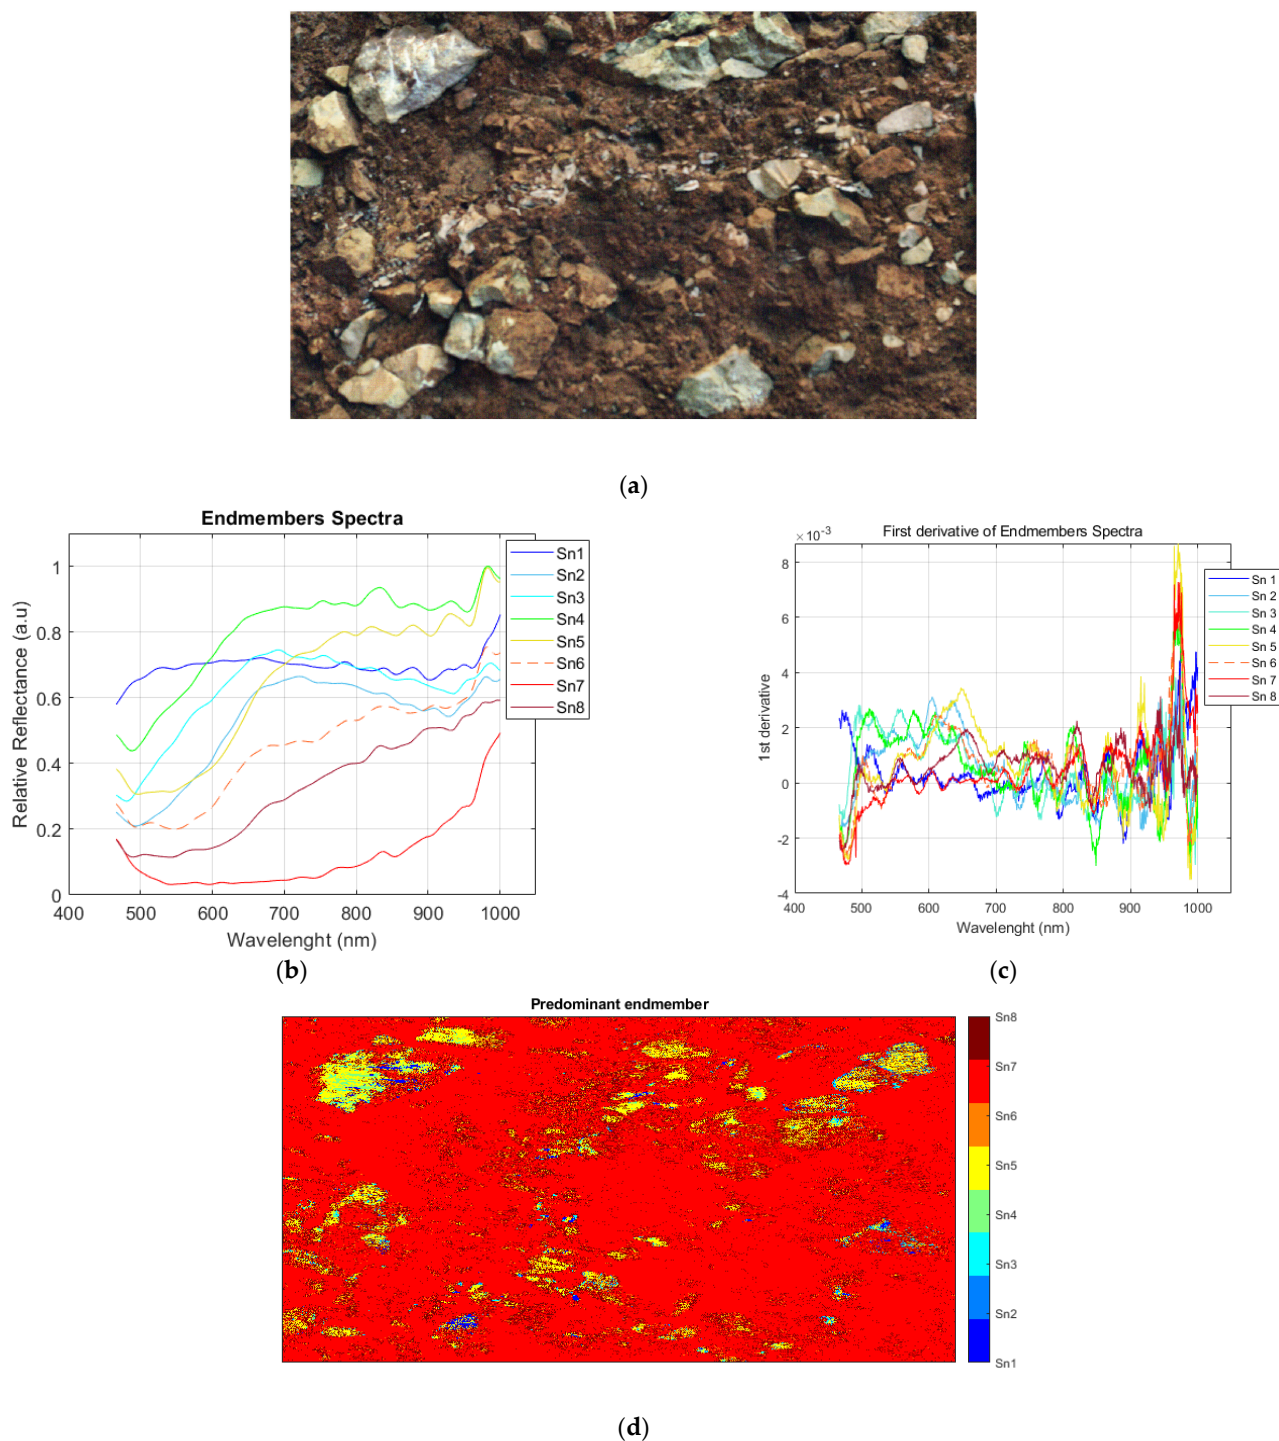 (a)
Endmembers Spectra
1
0.8
0.6
0.4
0.2
0
400
500
600
700
800
900
1000
Relative Reflectance (a.u)
Wavelenght (nm)
Sn1
Sn2
Sn3
Sn4
Sn5
Sn6
Sn7
Sn8
(b)
First derivative of Endmembers Spectra
×10⁻³
8
6
4
2
0
-2
-4
400
500
600
700
800
900
1000
1st derivative
Wavelenght (nm)
Sn 1
Sn 2
Sn 3
Sn 4
Sn 5
Sn 6
Sn 7
Sn 8
(c)
Predominant endmember
Sn8
Sn7
Sn6
Sn5
Sn4
Sn3
Sn2
Sn1
(d)